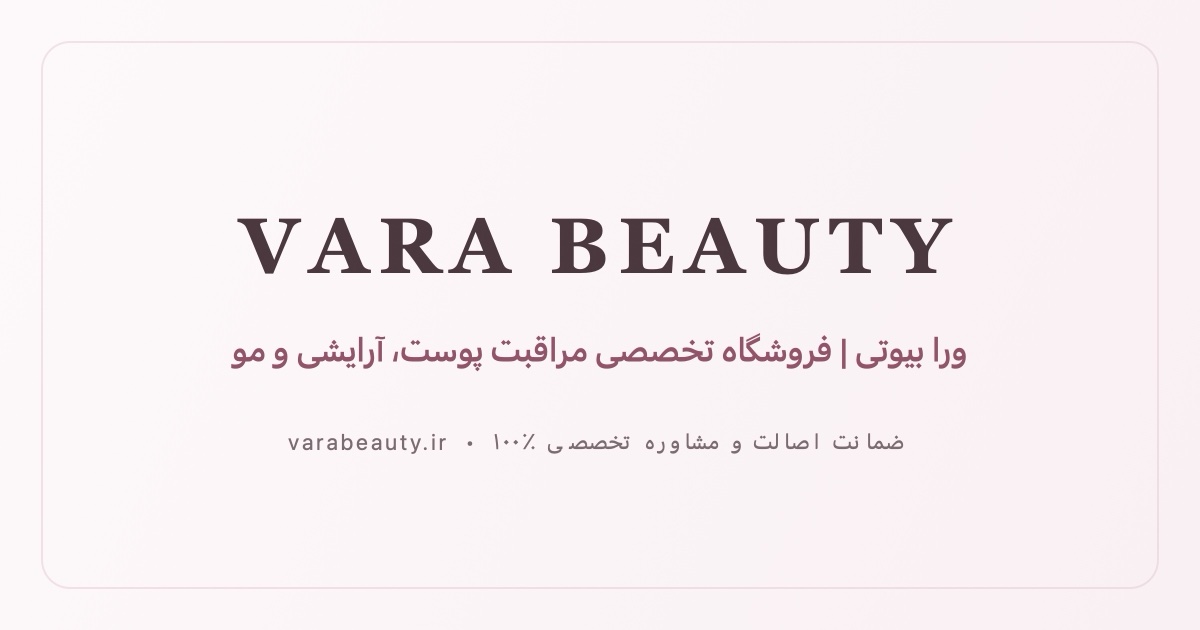 VARA BEAUTY
ورا بیوتی | فروشگاه تخصصی مراقبت پوست، آرایشی و مو
ضمانت اصالت و مشاوره تخصصی ۱۰۰٪ • varabeauty.ir